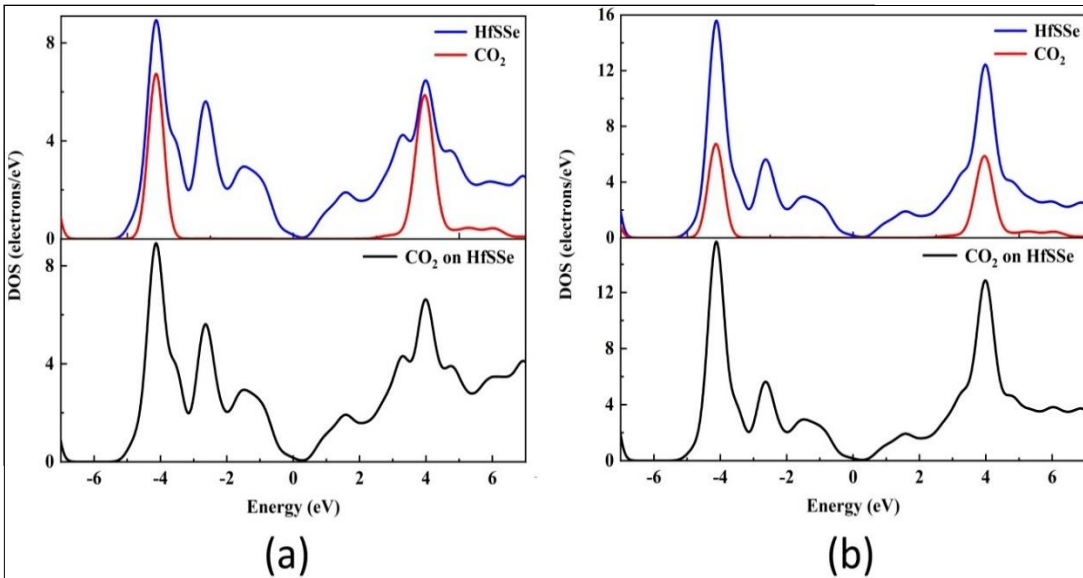 HfSSe
CO₂
8
4
0
DOS (electrons/eV)
CO₂ on HfSSe
8
4
0
-6 -4 -2 0 2 4 6
Energy (eV)
(a)
16
HfSSe
CO₂
12
8
4
0
DOS (electrons/eV)
CO₂ on HfSSe
12
8
4
0
-6 -4 -2 0 2 4 6
Energy (eV)
(b)